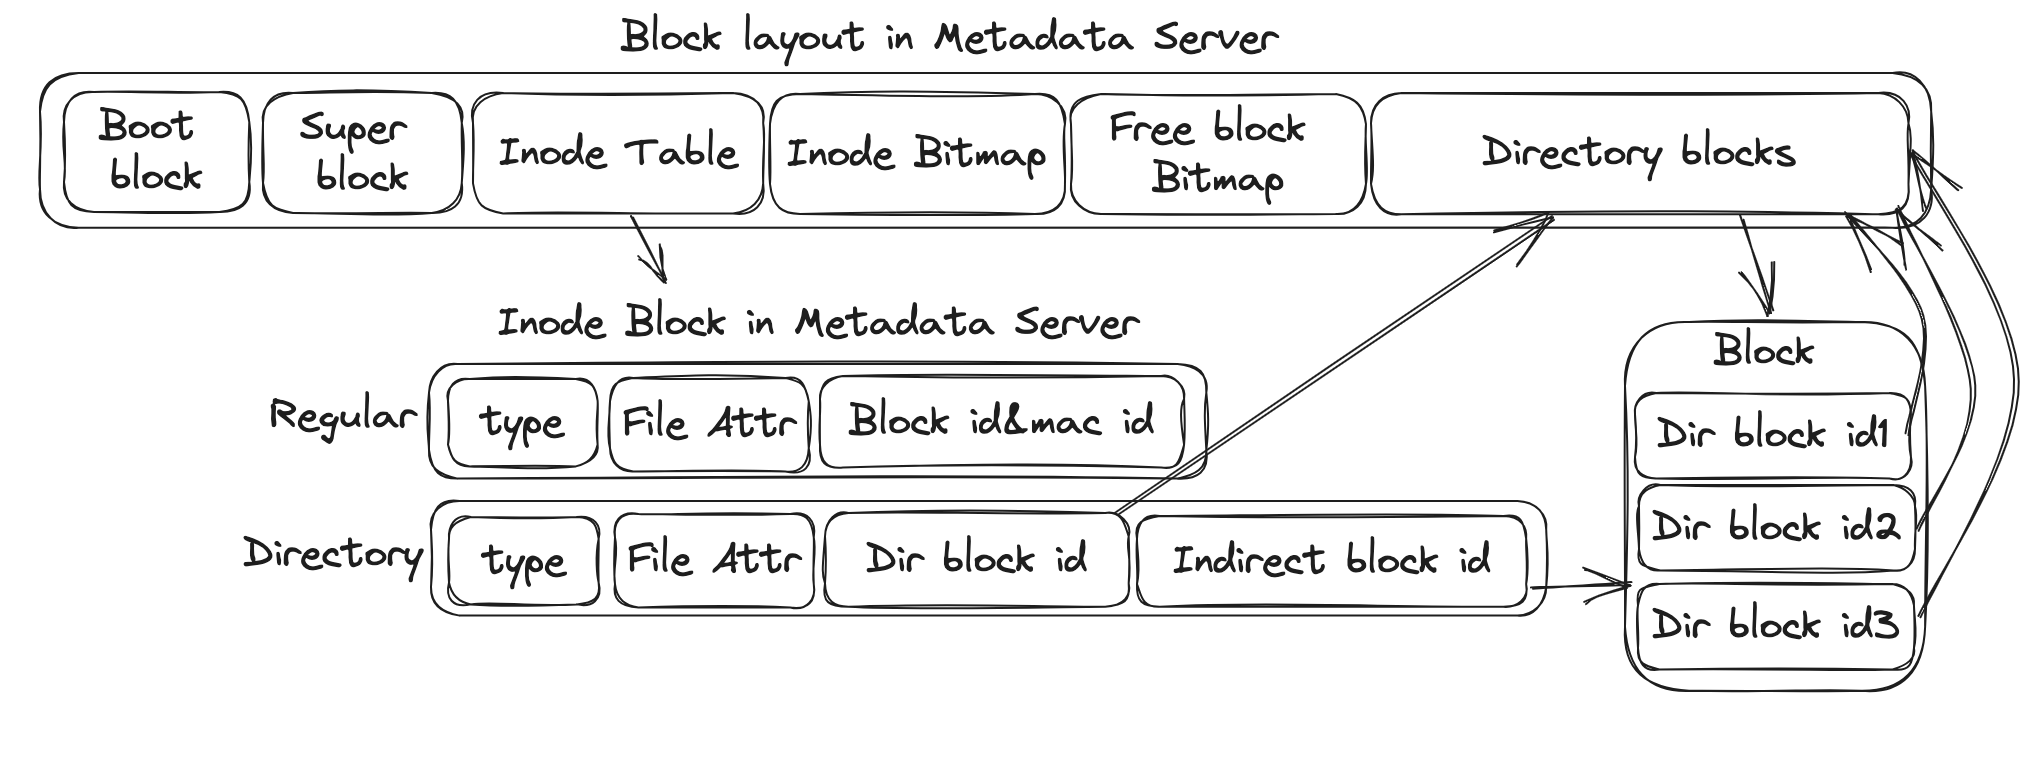 Block layout in Metadata Server
Boot
block
Super
block
Inode Table
Inode Bitmap
Free block
Bitmap
Directory blocks
Inode Block in Metadata Server
Regular
type
File Attr
Block id&mac id
Directory
type
File Attr
Dir block id
Indirect block id
Block
Dir block id1
Dir block id2
Dir block id3